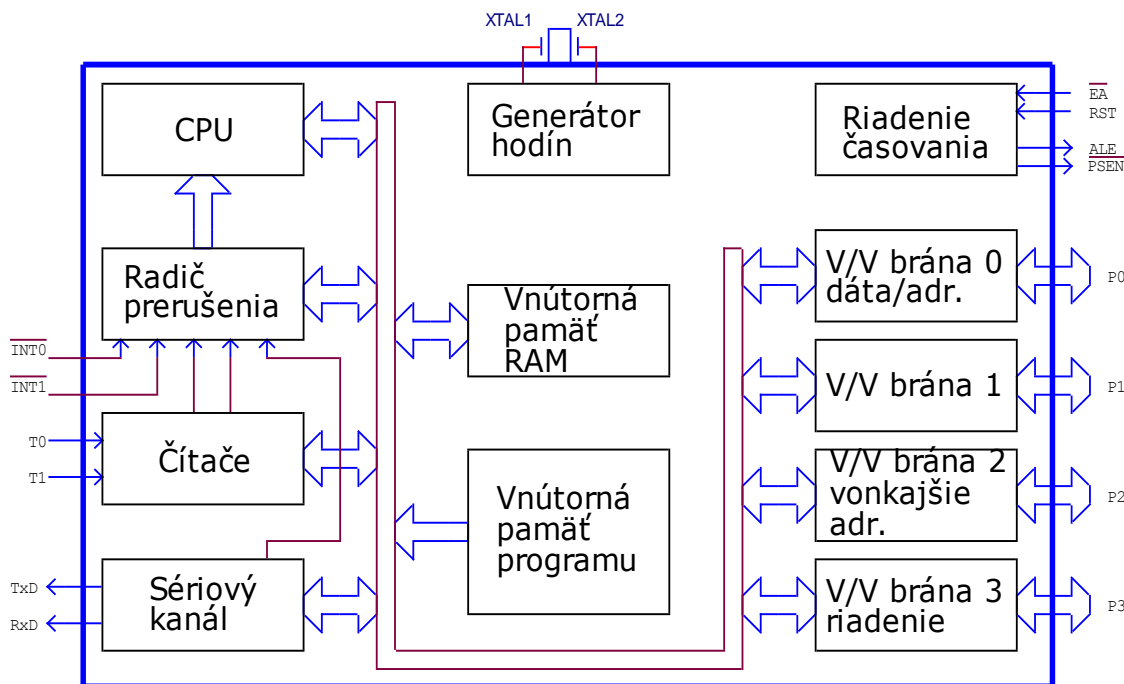 XTAL1 XTAL2
CPU
Generátor
hodín
Riadenie
časovania
EA
RST
ALE
PSEN
Radič
prerušenia
V/V brána 0
dáta/adr.
P0
Vnútorná
pamäť
RAM
INT0
INT1
V/V brána 1
P1
T0
T1
Čítače
Vnútorná
pamäť
programu
V/V brána 2
vonkajšie
adr.
P2
TxD
RxD
Sériový
kanál
V/V brána 3
riadenie
P3